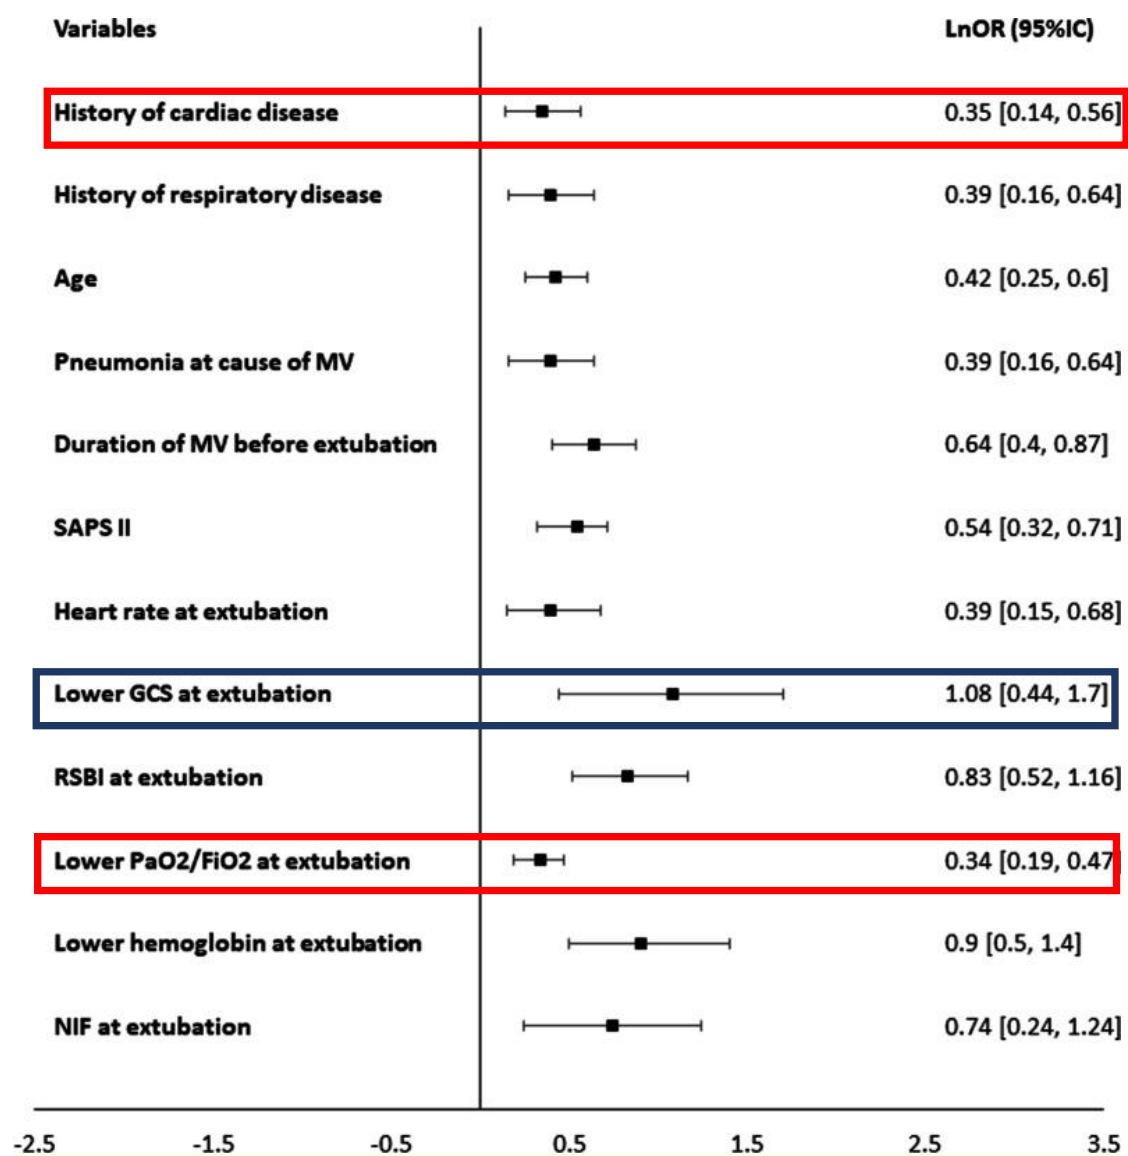 Variables LnOR (95%IC)
History of cardiac disease 0.35 [0.14, 0.56]
History of respiratory disease 0.39 [0.16, 0.64]
Age 0.42 [0.25, 0.6]
Pneumonia at cause of MV 0.39 [0.16, 0.64]
Duration of MV before extubation 0.64 [0.4, 0.87]
SAPS II 0.54 [0.32, 0.71]
Heart rate at extubation 0.39 [0.15, 0.68]
Lower GCS at extubation 1.08 [0.44, 1.7]
RSBI at extubation 0.83 [0.52, 1.16]
Lower PaO2/FiO2 at extubation 0.34 [0.19, 0.47]
Lower hemoglobin at extubation 0.9 [0.5, 1.4]
NIF at extubation 0.74 [0.24, 1.24]
-2.5 -1.5 -0.5 0.5 1.5 2.5 3.5